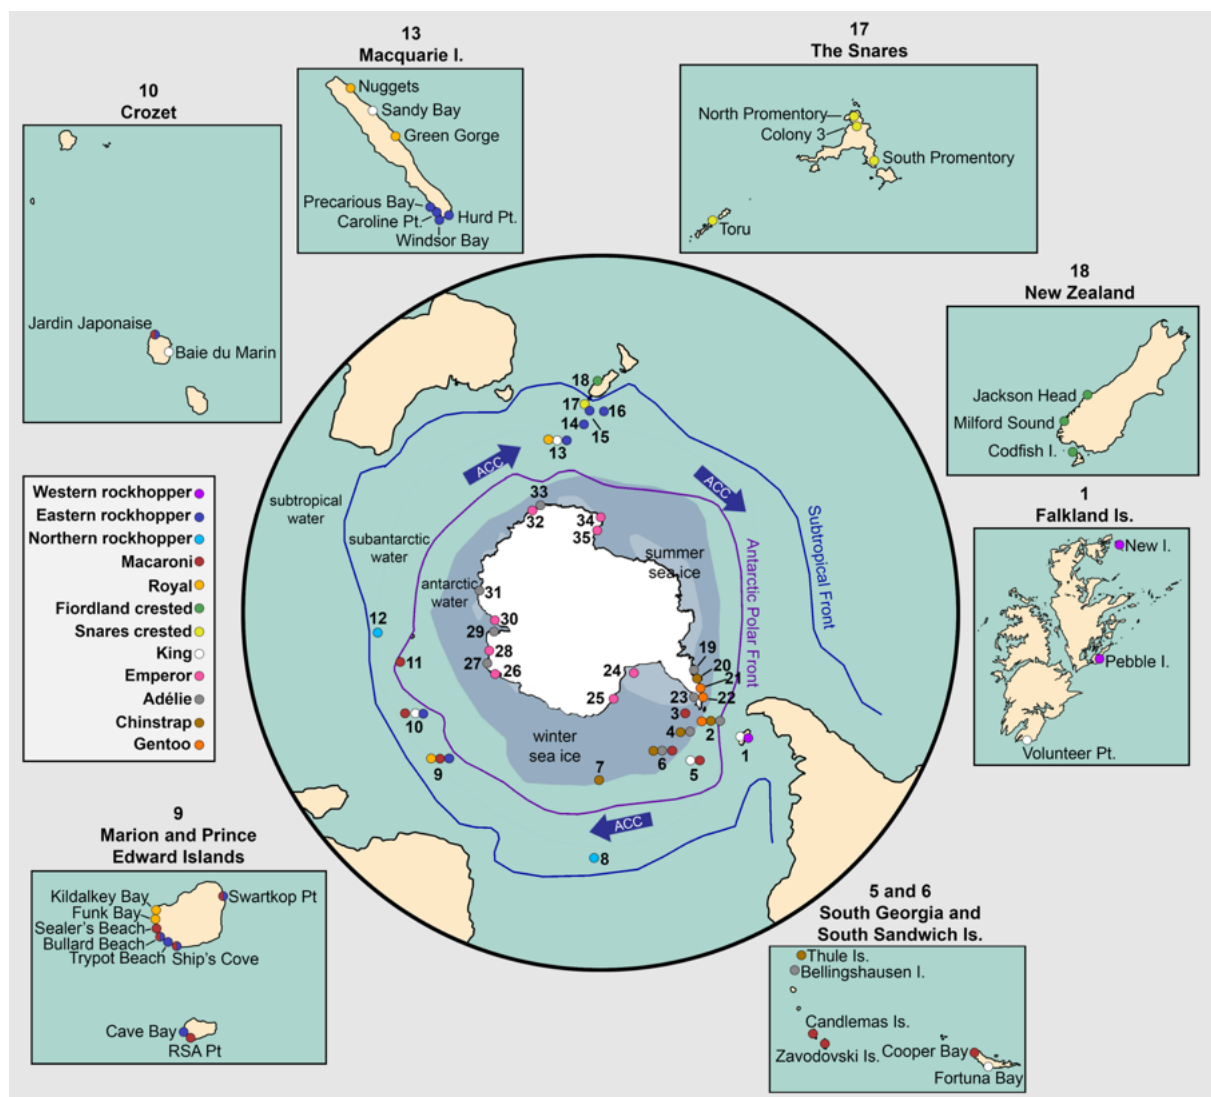 13
Macquarie I.
Nuggets
Sandy Bay
Green Gorge
Precarious Bay
Caroline Pt.
Hurd Pt.
Windsor Bay
17
The Snares
North Promentory
Colony 3
South Promentory
Toru
10
Crozet
Jardin Japonaise
Baie du Marin
18
New Zealand
Jackson Head
Milford Sound
Codfish I.
Western rockhopper
Eastern rockhopper
Northern rockhopper
Macaroni
Royal
Fiordland crested
Snares crested
King
Emperor
Adélie
Chinstrap
Gentoo
1
Falkland Is.
New I.
Pebble I.
Volunteer Pt.
18
17
16
14
15
13
ACC
ACC
subtropical
water
subantarctic
water
antarctic
water
33
32
34
35
summer
sea ice
Antarctic Polar Front
Subtropical Front
31
12
30
29
28
27
26
11
24
25
19
20
21
22
23
3
2
4
10
winter
sea ice
6
5
1
9
7
ACC
8
9
Marion and Prince
Edward Islands
Kildalkey Bay
Swartkop Pt
Funk Bay
Sealer's Beach
Bullard Beach
Trypot Beach
Ship's Cove
Cave Bay
RSA Pt
5 and 6
South Georgia and
South Sandwich Is.
Thule Is.
Bellingshausen I.
Candlemas Is.
Zavodovski Is.
Cooper Bay
Fortuna Bay